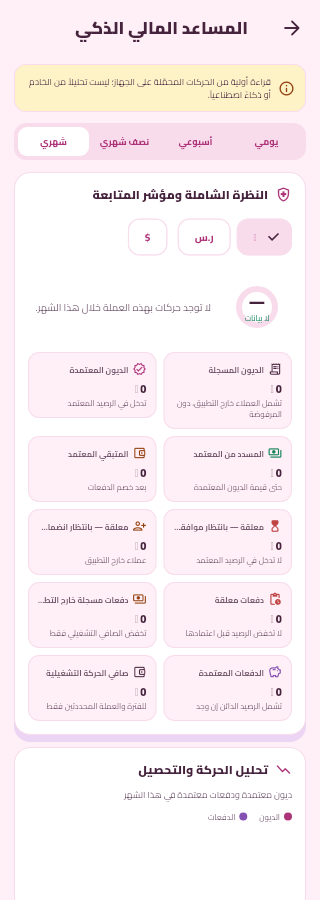 المساعد المالي الذكي
قراءة أولية من الحركات المحمّلة على الجهاز؛ ليست تحليلاً من الخادم
أو ذكاءً اصطناعياً.
يومي
أسبوعي
نصف شهري
شهري
النظرة الشاملة ومؤشر المتابعة
ر.س
$
—
لا بيانات
لا توجد حركات بهذه العملة خلال هذا الشهر.
الديون المسجلة
0
تشمل العملاء خارج التطبيق، دون
المرفوضة
الديون المعتمدة
0
تدخل في الرصيد المعتمد
المسدد من المعتمد
0
حتى قيمة الديون المعتمدة
المتبقي المعتمد
0
بعد خصم الدفعات
معلقة — بانتظار موافق...
0
لا تدخل في الرصيد المعتمد
معلقة — بانتظار انضما...
0
عملاء خارج التطبيق
دفعات معلقة
0
لا تخفض الرصيد قبل اعتمادها
دفعات مسجلة خارج التط...
0
تخفض الصافي التشغيلي فقط
الدفعات المعتمدة
0
تشمل الرصيد الدائن إن وجد
صافي الحركة التشغيلية
0
للفترة والعملة المحددتين فقط
تحليل الحركة والتحصيل
ديون معتمدة ودفعات معتمدة في هذا الشهر
الديون
الدفعات